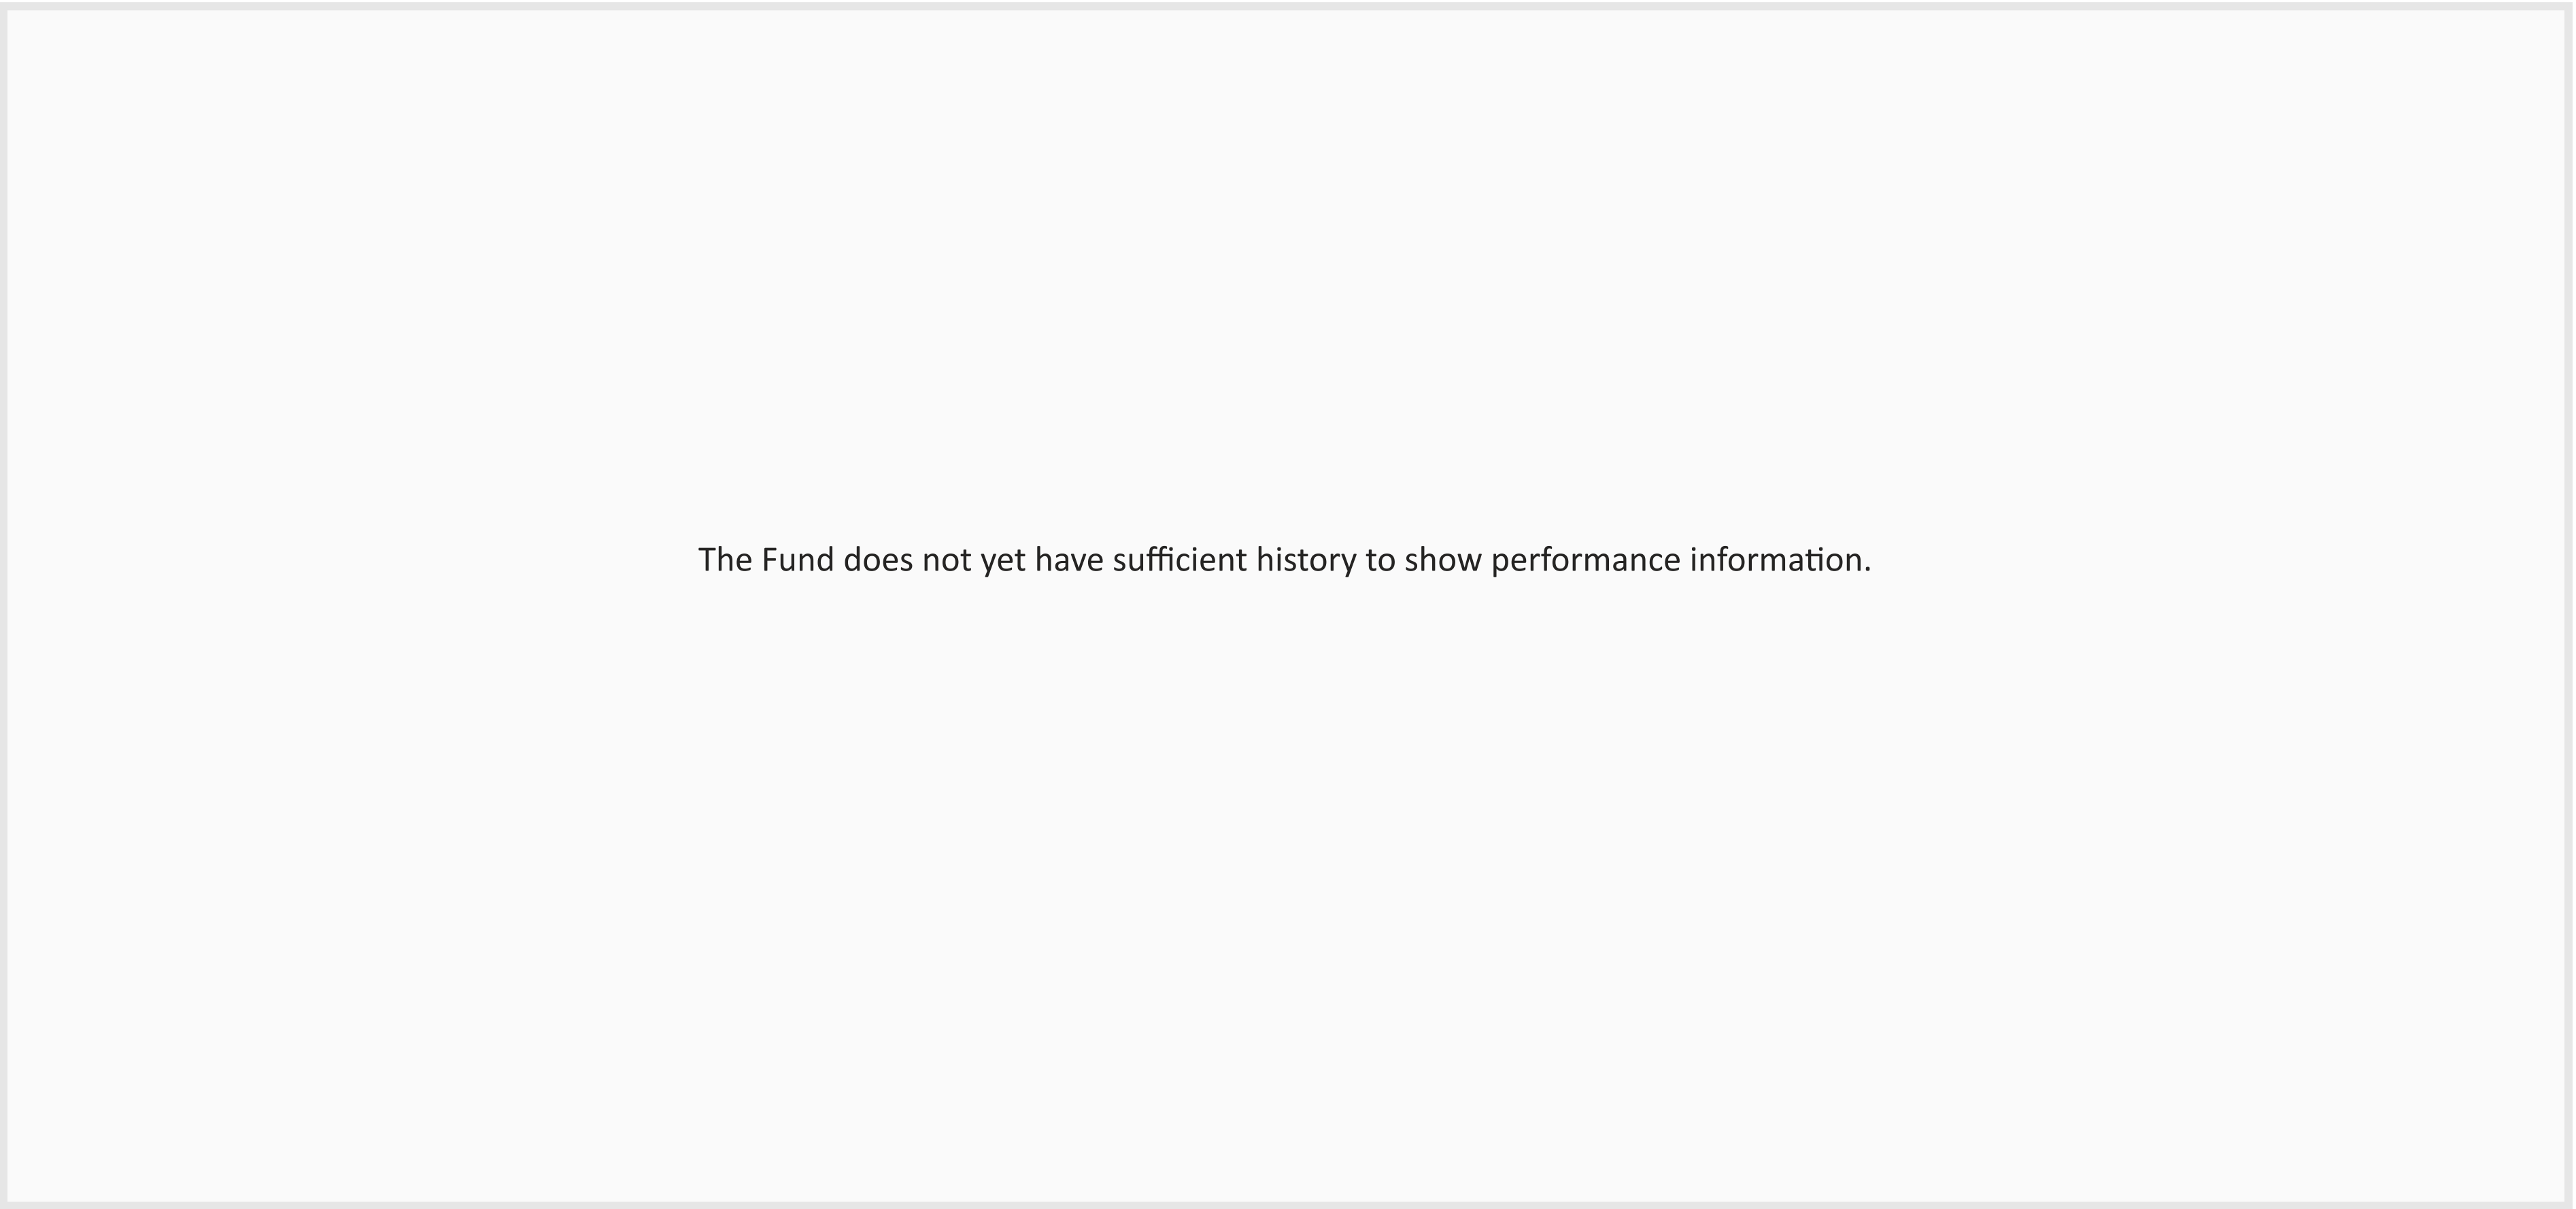 The Fund does not yet have sufficient history to show performance information.